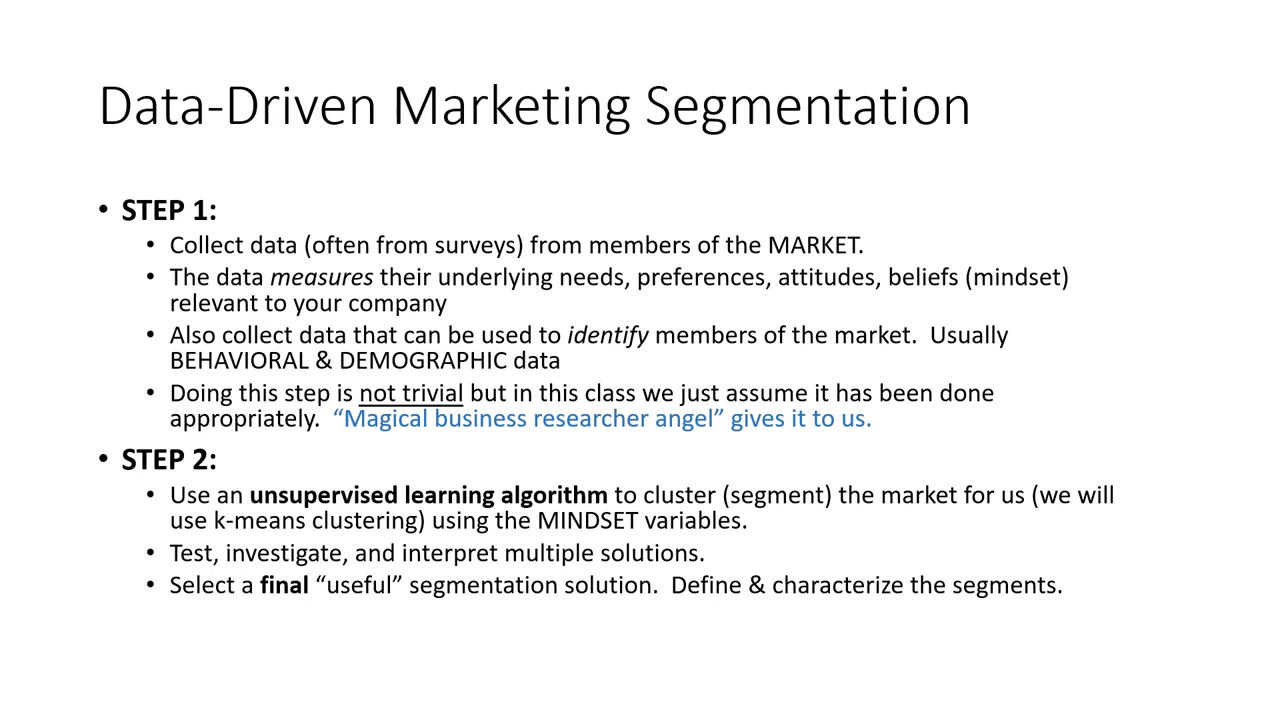 Data-Driven Marketing Segmentation
• STEP 1:
• Collect data (often from surveys) from members of the MARKET.
• The data measures their underlying needs, preferences, attitudes, beliefs (mindset)
relevant to your company
• Also collect data that can be used to identify members of the market.  Usually
BEHAVIORAL & DEMOGRAPHIC data
• Doing this step is not trivial but in this class we just assume it has been done
appropriately.  “Magical business researcher angel” gives it to us.
• STEP 2:
• Use an unsupervised learning algorithm to cluster (segment) the market for us (we will
use k-means clustering) using the MINDSET variables.
• Test, investigate, and interpret multiple solutions.
• Select a final “useful” segmentation solution.  Define & characterize the segments.